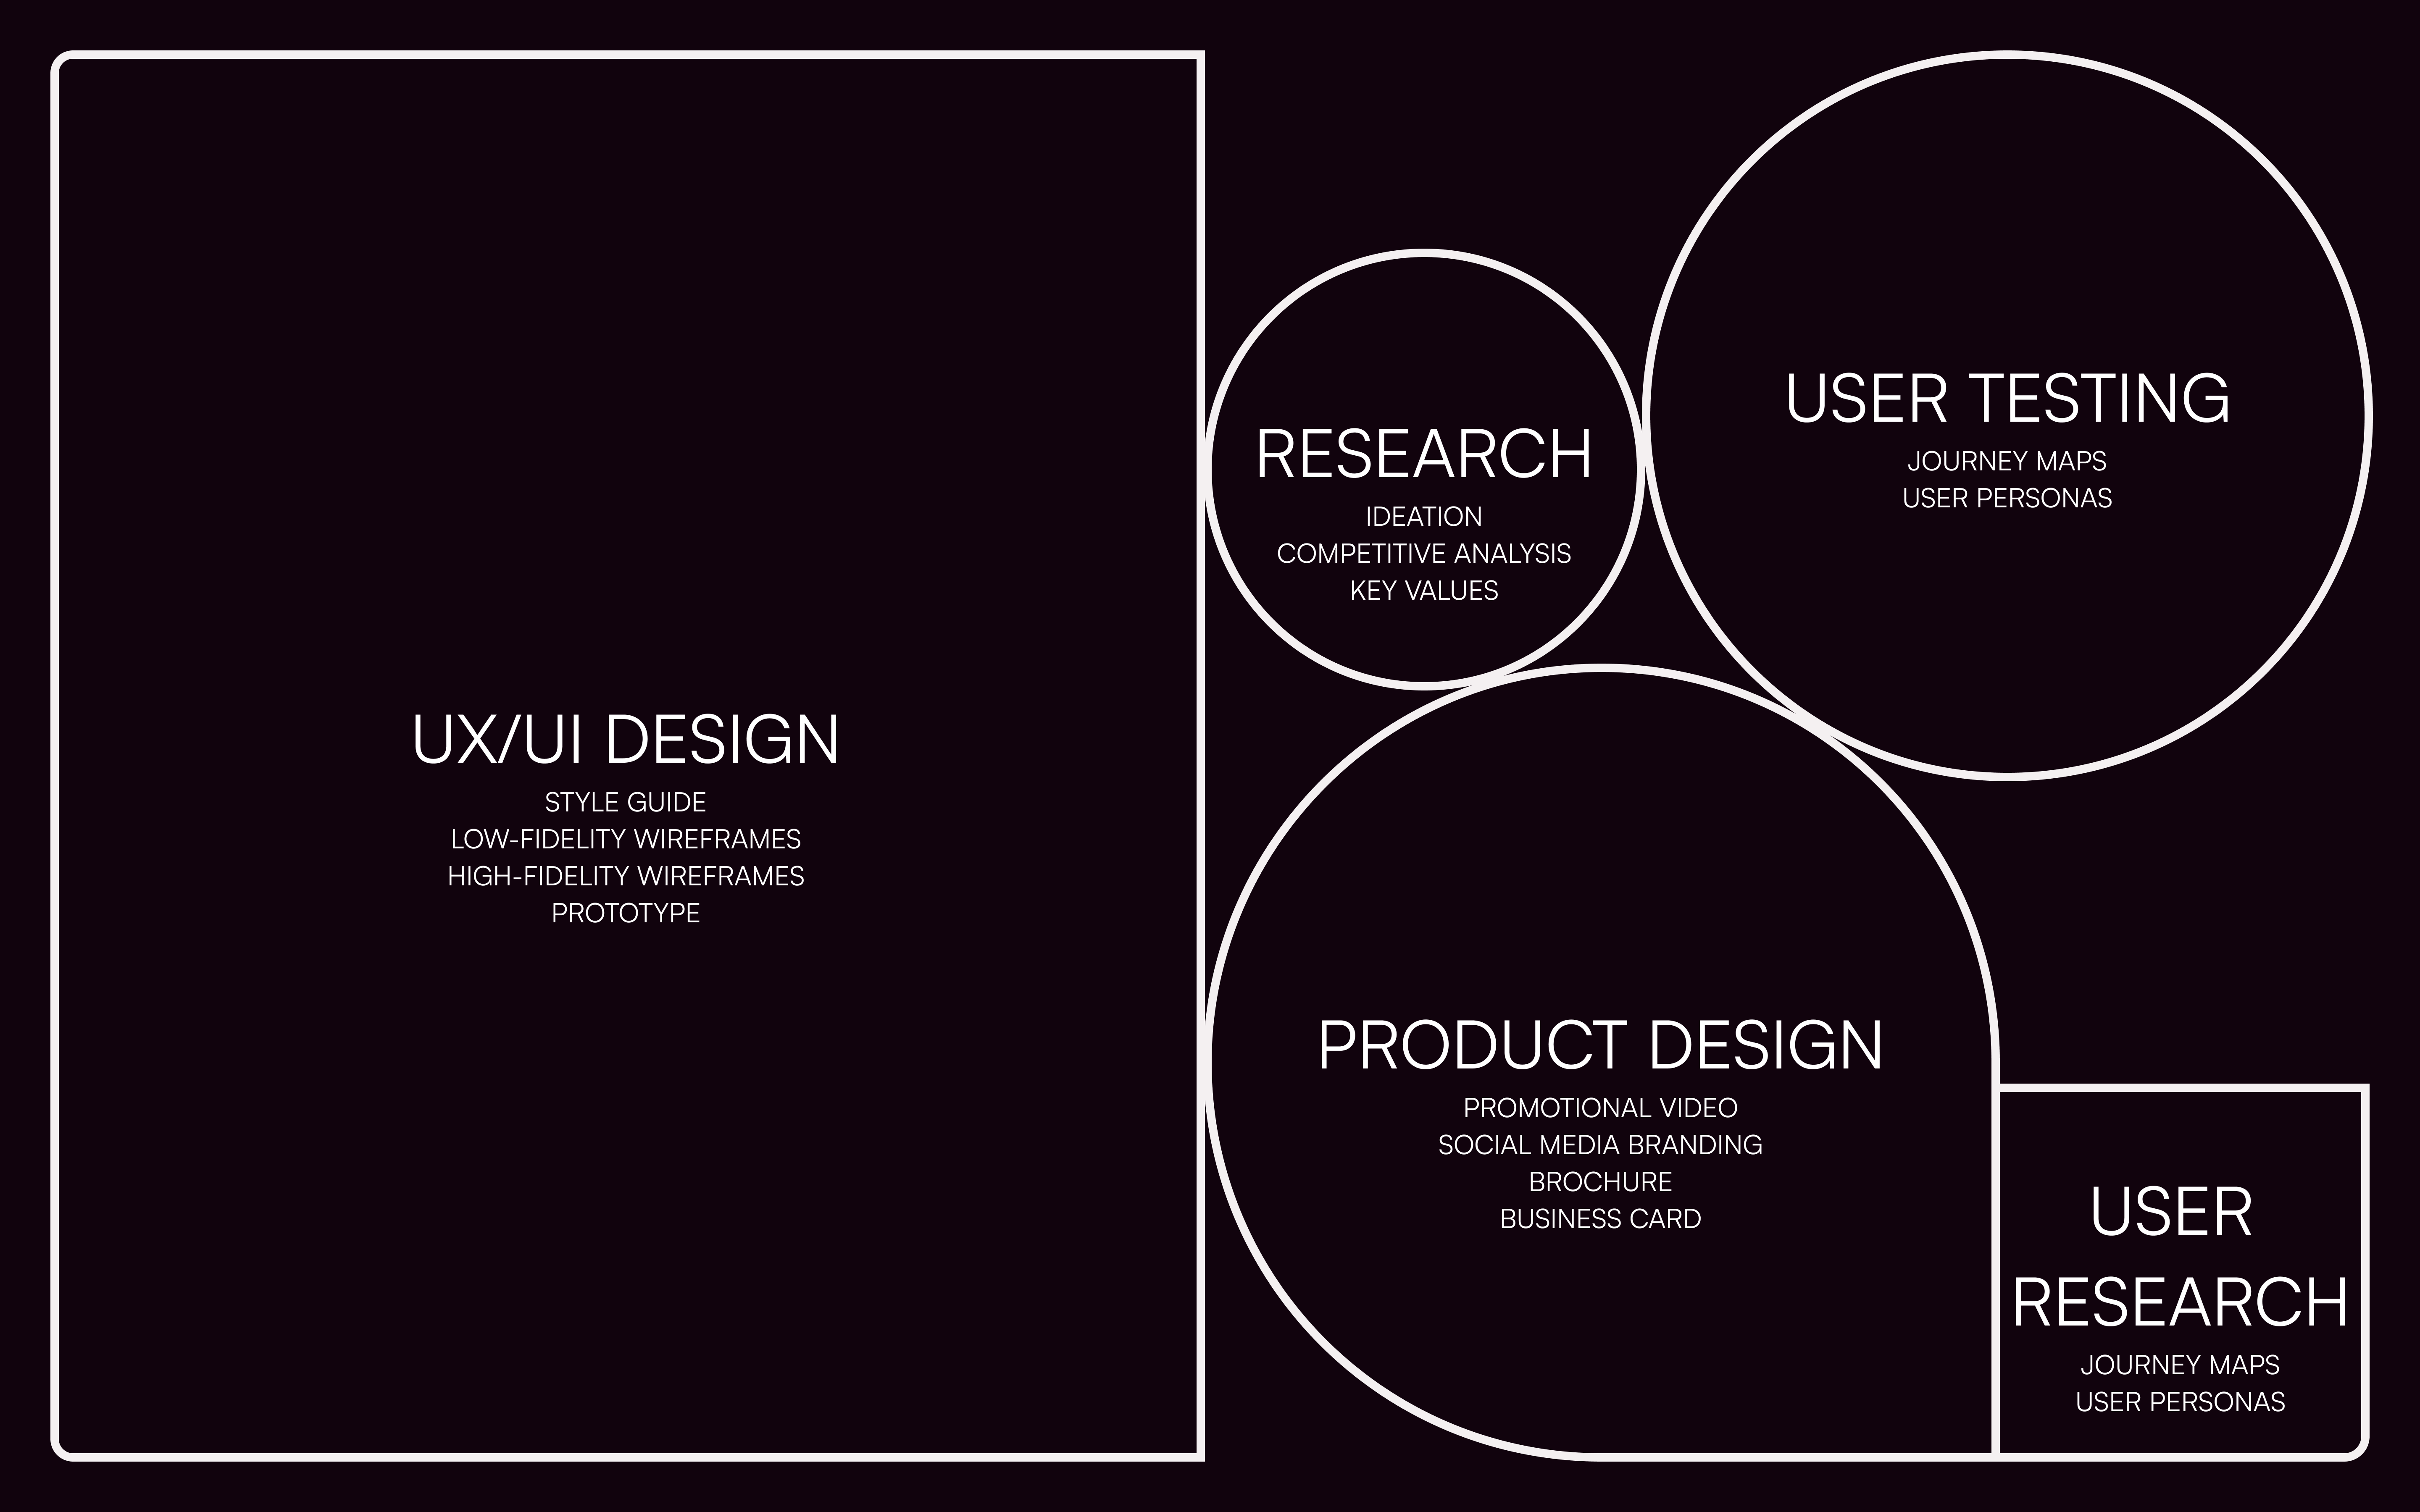 UX/UI DESIGN
STYLE GUIDE
LOW-FIDELITY WIREFRAMES
HIGH-FIDELITY WIREFRAMES
PROTOTYPE
RESEARCH
IDEATION
COMPETITIVE ANALYSIS
KEY VALUES
USER TESTING
JOURNEY MAPS
USER PERSONAS
PRODUCT DESIGN
PROMOTIONAL VIDEO
SOCIAL MEDIA BRANDING
BROCHURE
BUSINESS CARD
USER
RESEARCH
JOURNEY MAPS
USER PERSONAS